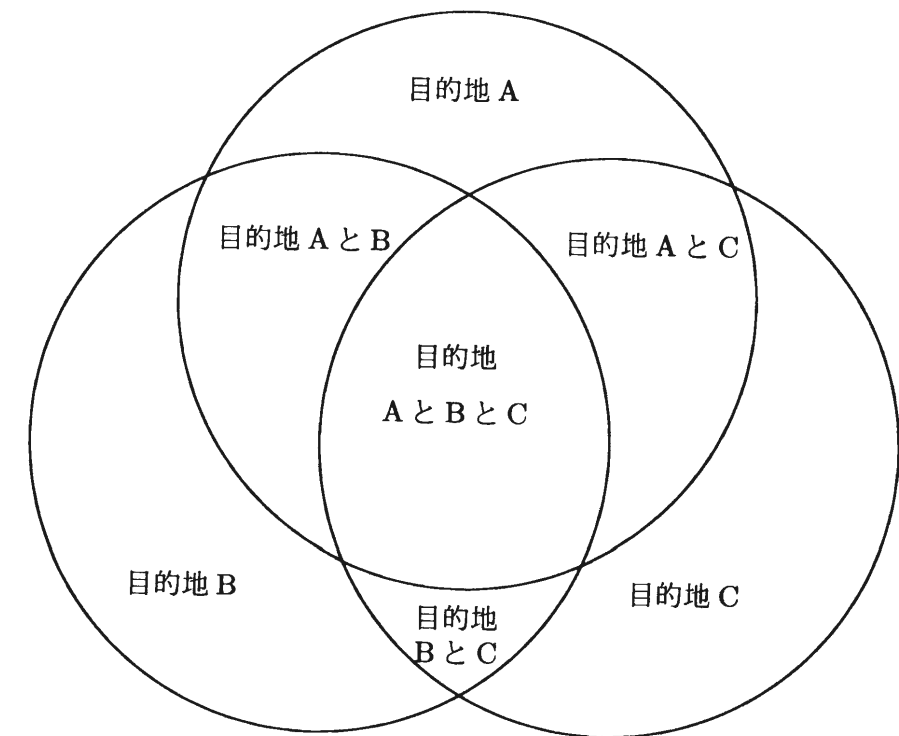 目的地 A
目的地 A と B
目的地 A と C
目的地
A と B と C
目的地 B
目的地 C
目的地
B と C